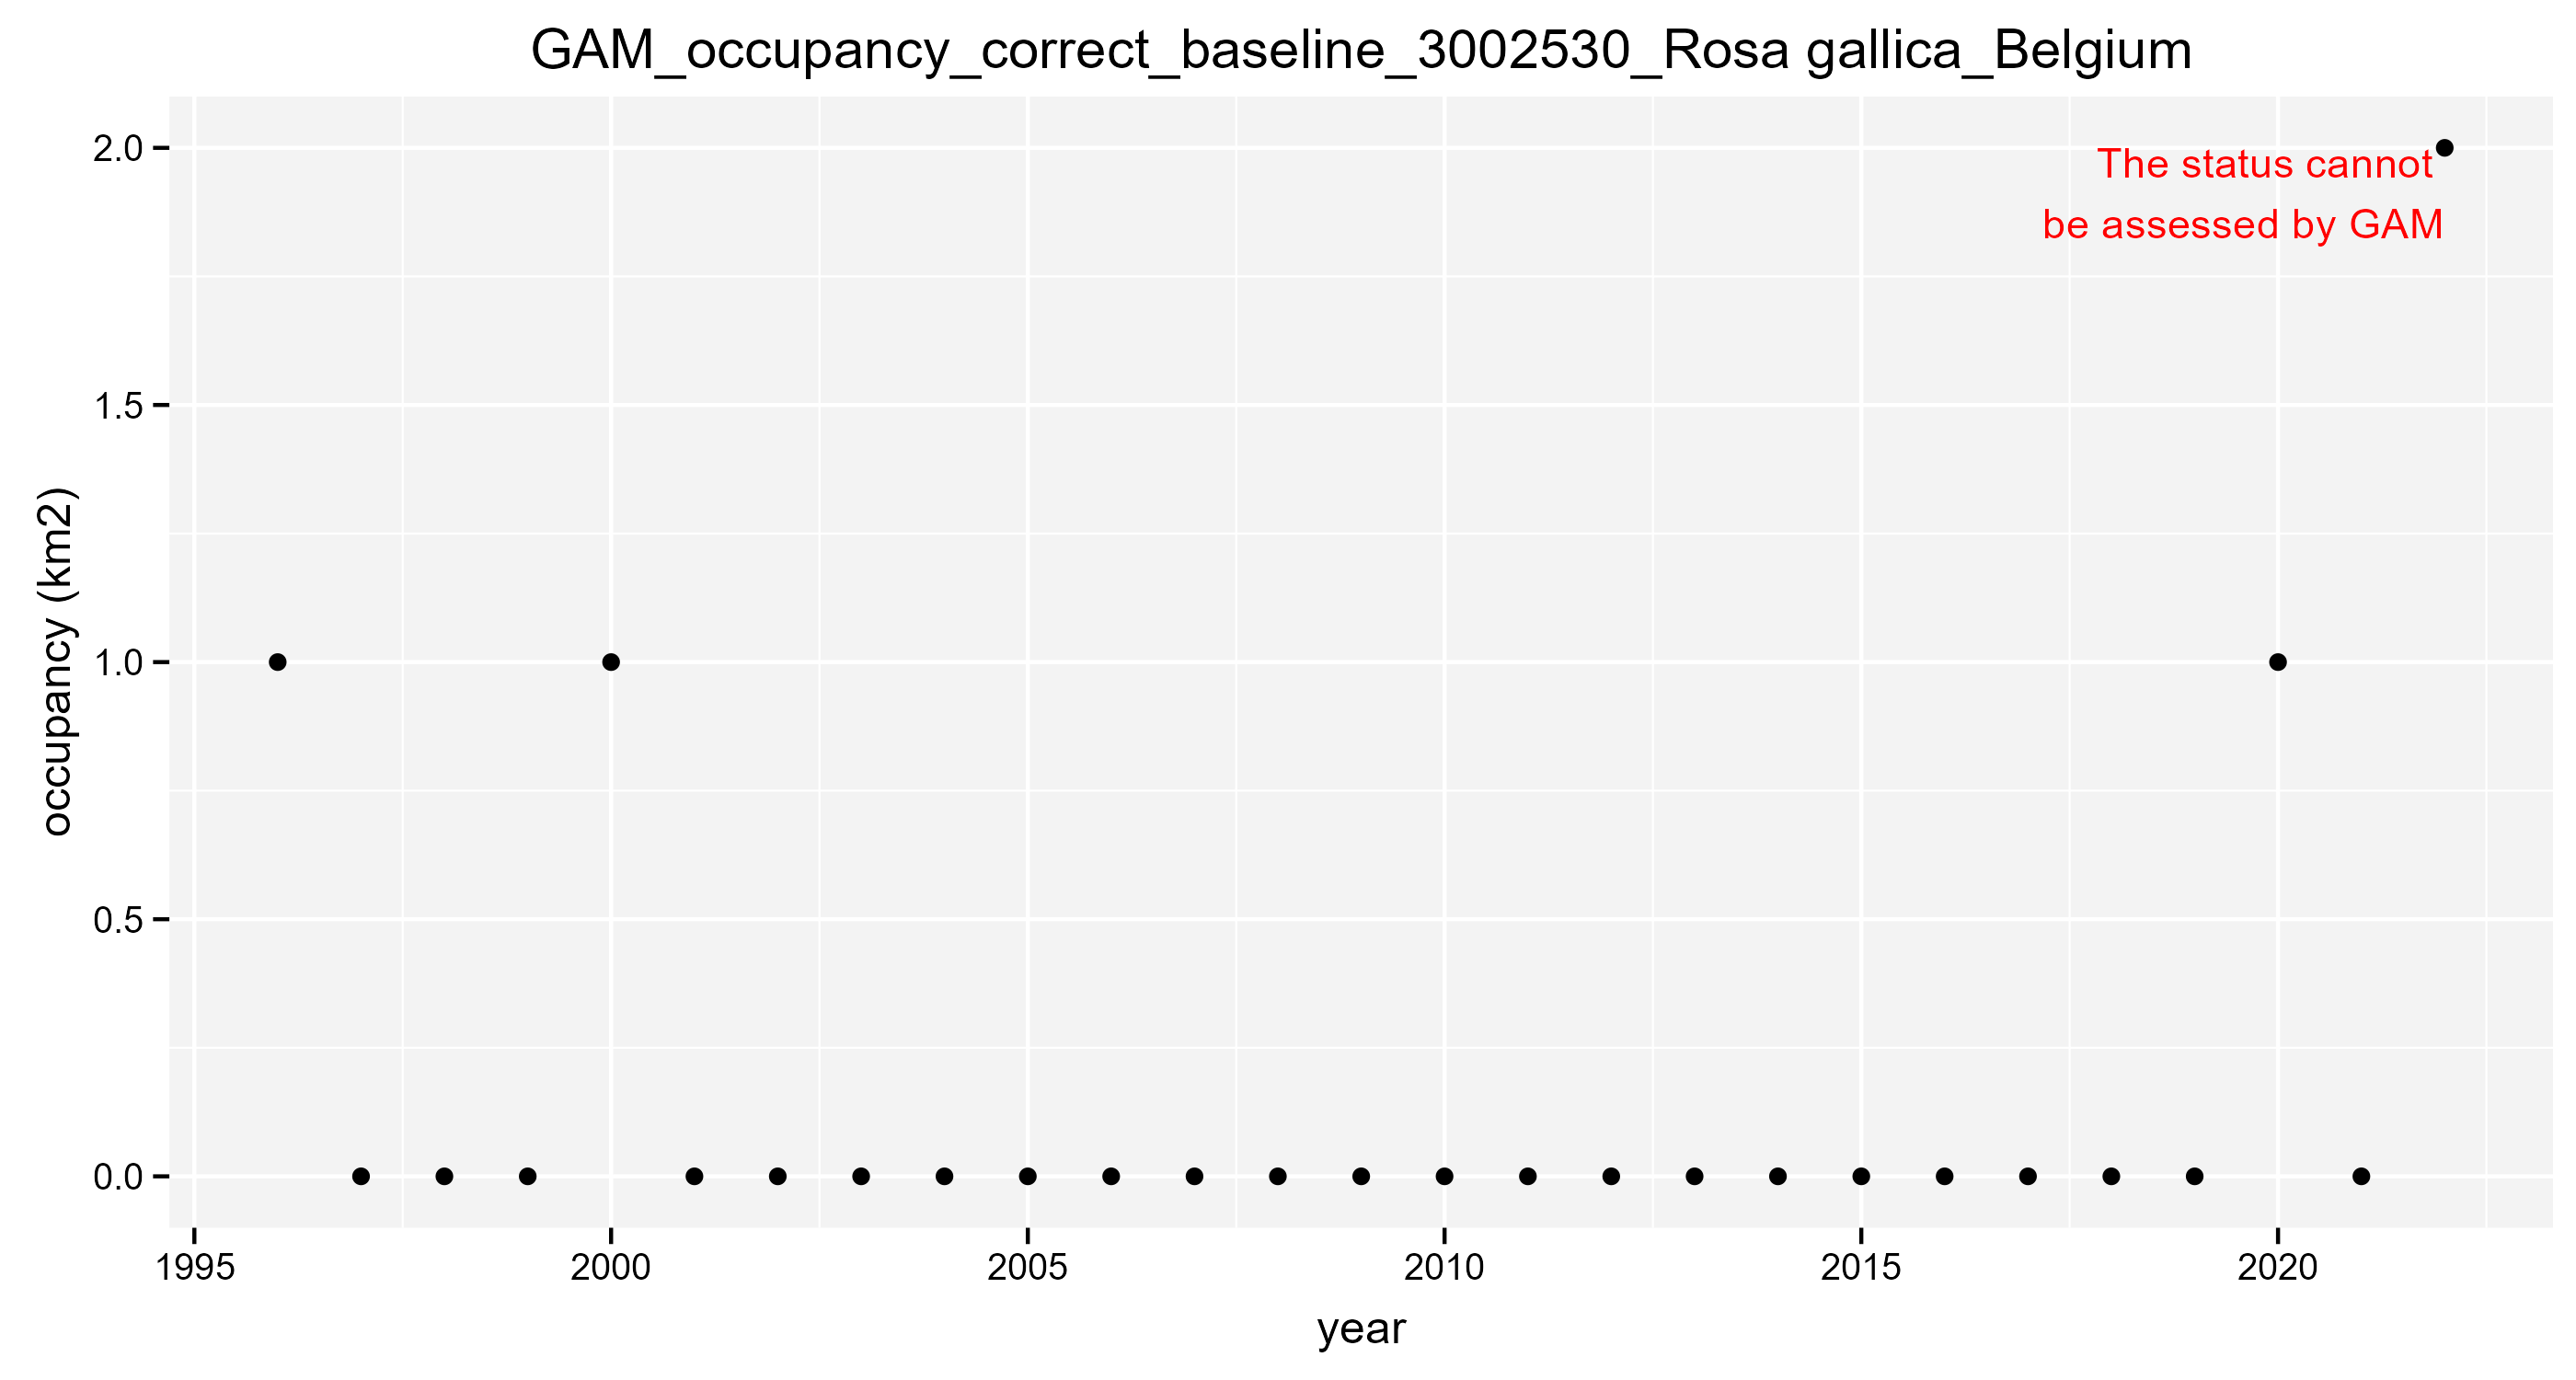 GAM_occupancy_correct_baseline_3002530_Rosa gallica_Belgium
2.0
The status cannot
be assessed by GAM
1.5
occupancy (km2)
1.0
0.5
0.0
1995 2000 2005 2010 2015 2020
year